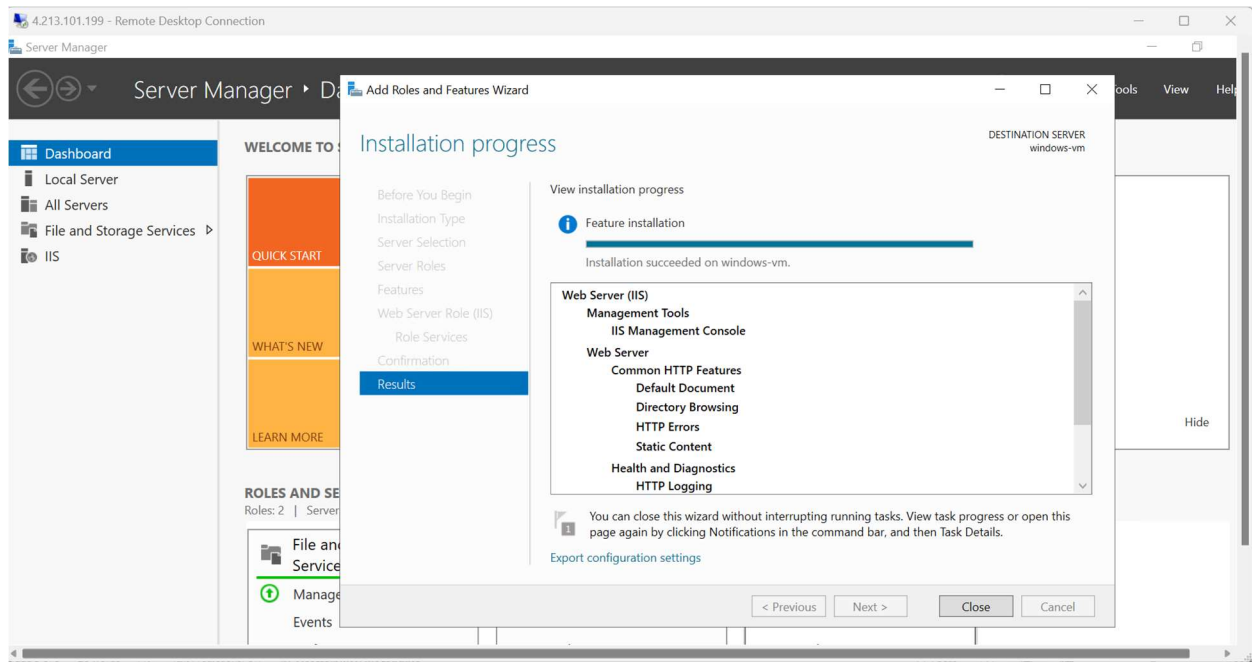 4.213.101.199 - Remote Desktop Connection
Server Manager
Server Manager
Tools View Help
Dashboard
Local Server
All Servers
File and Storage Services
IIS
WELCOME TO
QUICK START
WHAT'S NEW
LEARN MORE
Hide
ROLES AND SE
Roles: 2 | Server
File and
Service
Manage
Events
Add Roles and Features Wizard
Installation progress
DESTINATION SERVER
windows-vm
Before You Begin
Installation Type
Server Selection
Server Roles
Features
Web Server Role (IIS)
Role Services
Confirmation
Results
View installation progress
Feature installation
Installation succeeded on windows-vm.
Web Server (IIS)
Management Tools
IIS Management Console
Web Server
Common HTTP Features
Default Document
Directory Browsing
HTTP Errors
Static Content
Health and Diagnostics
HTTP Logging
1
You can close this wizard without interrupting running tasks. View task progress or open this
page again by clicking Notifications in the command bar, and then Task Details.
Export configuration settings
< Previous Next > Close Cancel